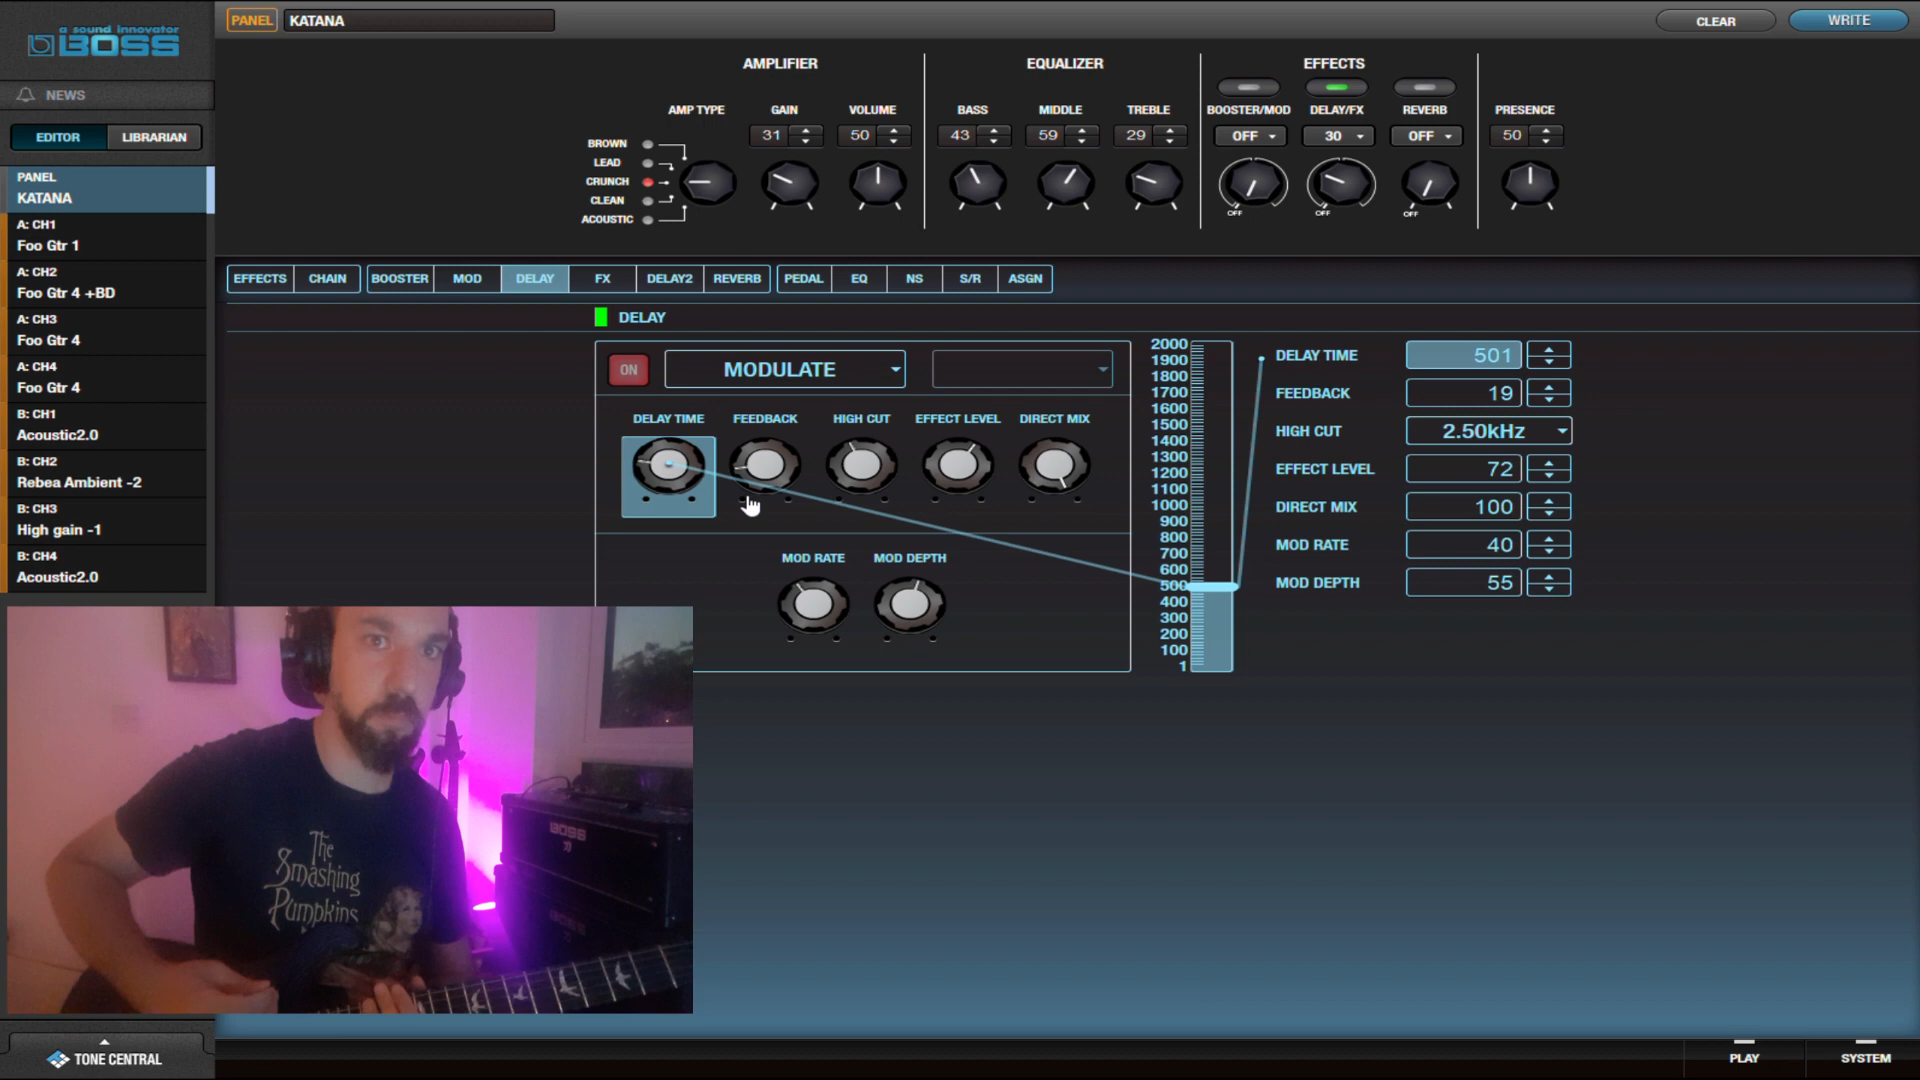 a sound innovator
BOSS
NEWS
EDITOR
LIBRARIAN
PANEL
KATANA
A: CH1
Foo Gtr 1
A: CH2
Foo Gtr 4 +BD
A: CH3
Foo Gtr 4
A: CH4
Foo Gtr 4
B: CH1
Acoustic2.0
B: CH2
Rebea Ambient -2
B: CH3
High gain -1
B: CH4
Acoustic2.0
TONE CENTRAL
PANEL
KATANA
CLEAR
WRITE
AMPLIFIER
AMP TYPE
GAIN
VOLUME
31
50
BROWN
LEAD
CRUNCH
CLEAN
ACOUSTIC
EQUALIZER
BASS
MIDDLE
TREBLE
43
59
29
EFFECTS
BOOSTER/MOD
DELAY/FX
REVERB
OFF
30
OFF
OFF
OFF
OFF
PRESENCE
50
EFFECTS
CHAIN
BOOSTER
MOD
DELAY
FX
DELAY2
REVERB
PEDAL
EQ
NS
S/R
ASGN
DELAY
ON
MODULATE
DELAY TIME
FEEDBACK
HIGH CUT
EFFECT LEVEL
DIRECT MIX
MOD RATE
MOD DEPTH
2000
1900
1800
1700
1600
1500
1400
1300
1200
1100
1000
900
800
700
600
500
400
300
200
100
1
DELAY TIME
501
FEEDBACK
19
HIGH CUT
2.50kHz
EFFECT LEVEL
72
DIRECT MIX
100
MOD RATE
40
MOD DEPTH
55
The
Smashing
Pumpkins
BOSS
BOSS
PLAY
SYSTEM